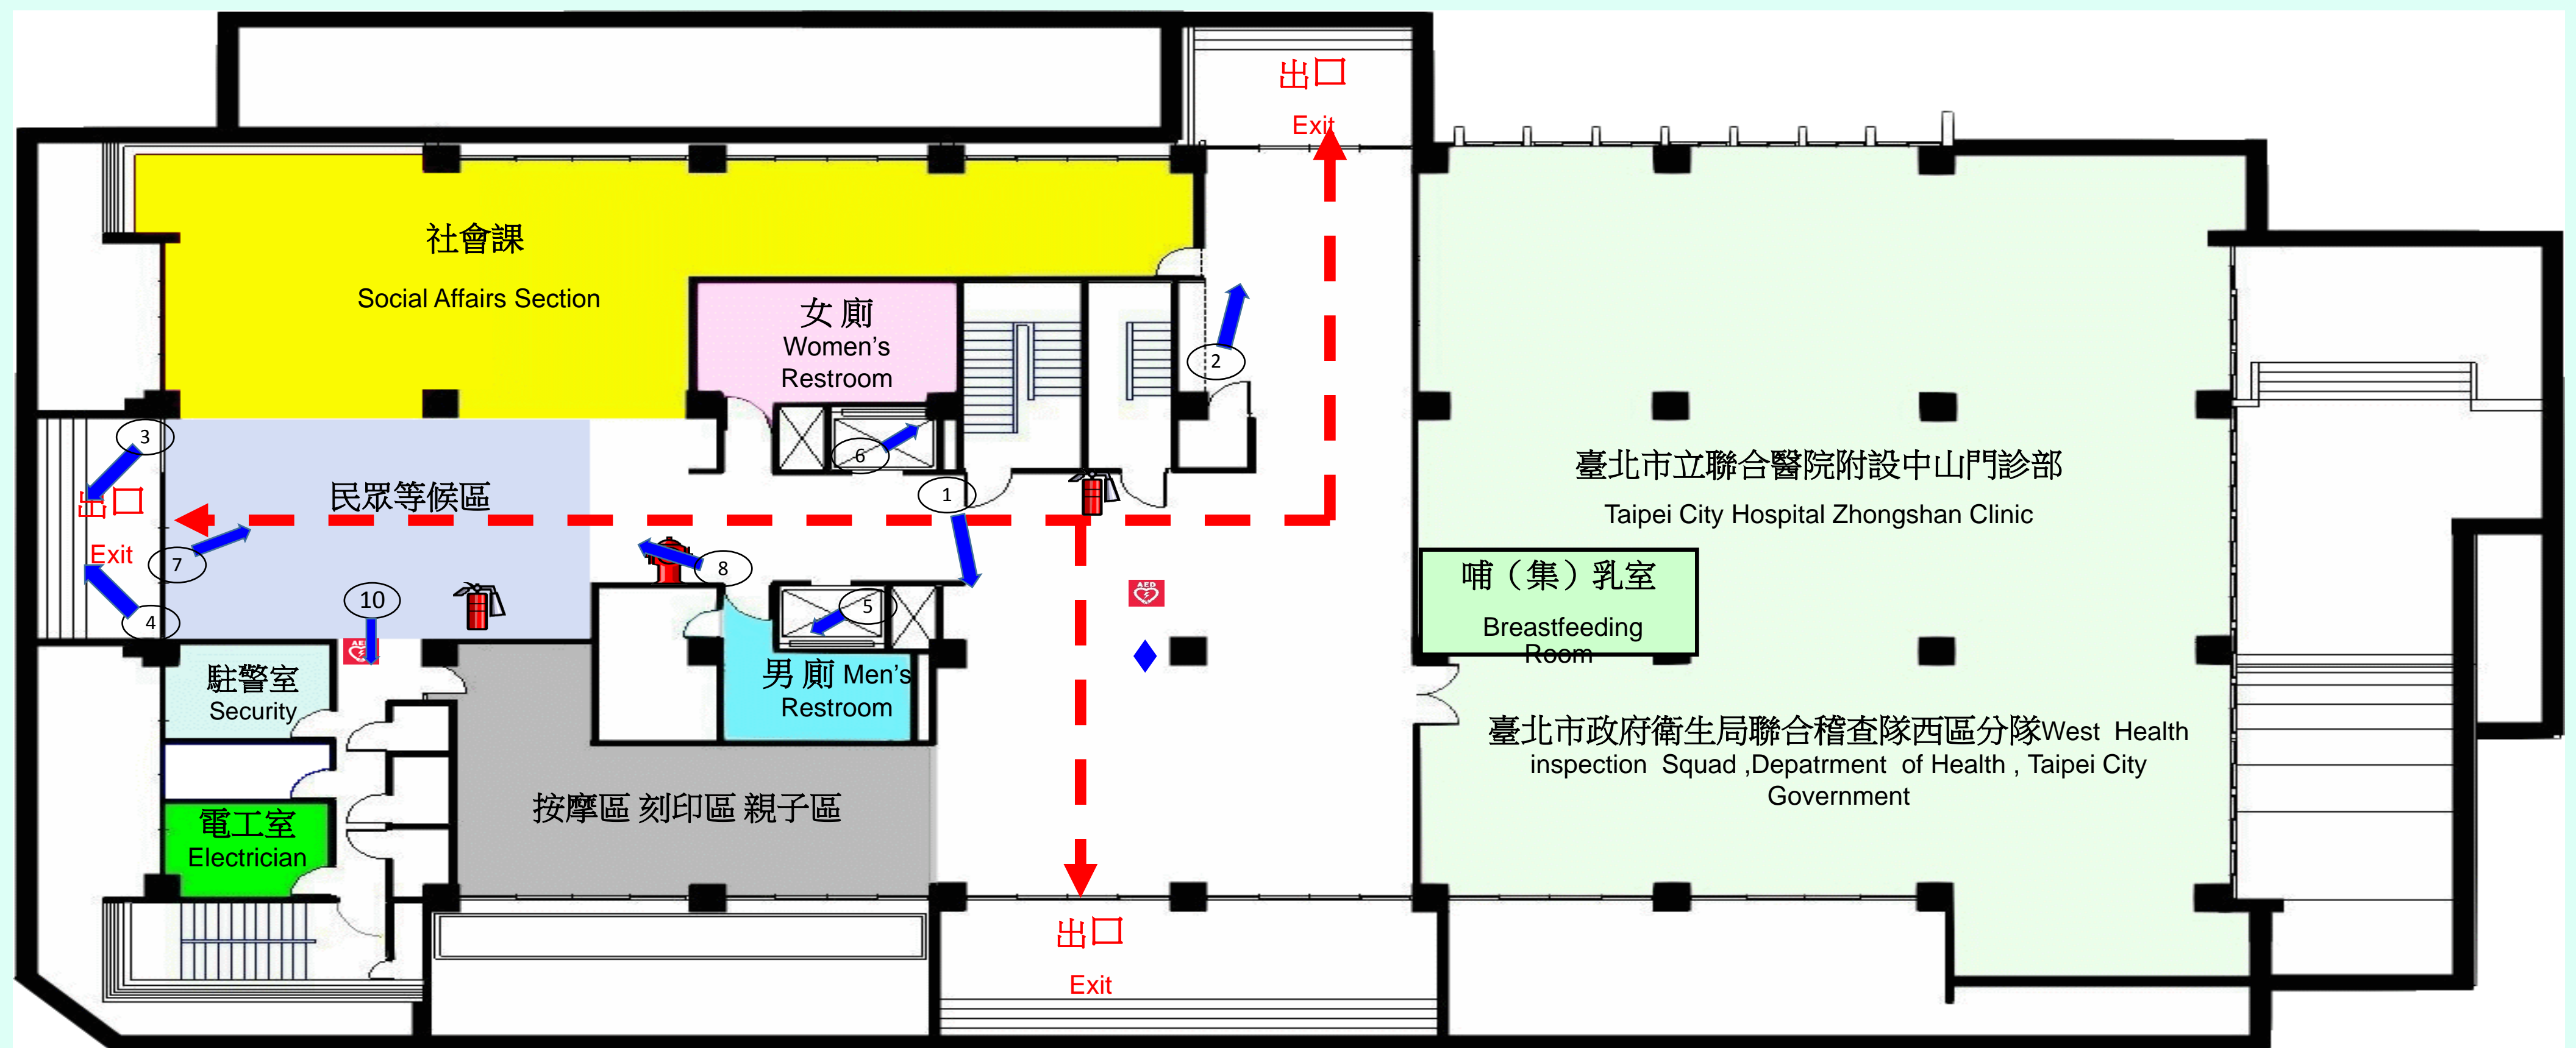 出口
Exit
社會課
Social Affairs Section
女廁
Women's
Restroom
2
3
6
1
出口
Exit
民眾等候區
7
8
4
10
5
AED
AED
駐警室
Security
男廁 Men's
Restroom
電工室
Electrician
按摩區 刻印區 親子區
出口
Exit
臺北市立聯合醫院附設中山門診部
Taipei City Hospital Zhongshan Clinic
哺（集）乳室
Breastfeeding
Room
臺北市政府衛生局聯合稽查隊西區分隊West Health
inspection Squad ,Depatrment of Health , Taipei City
Government